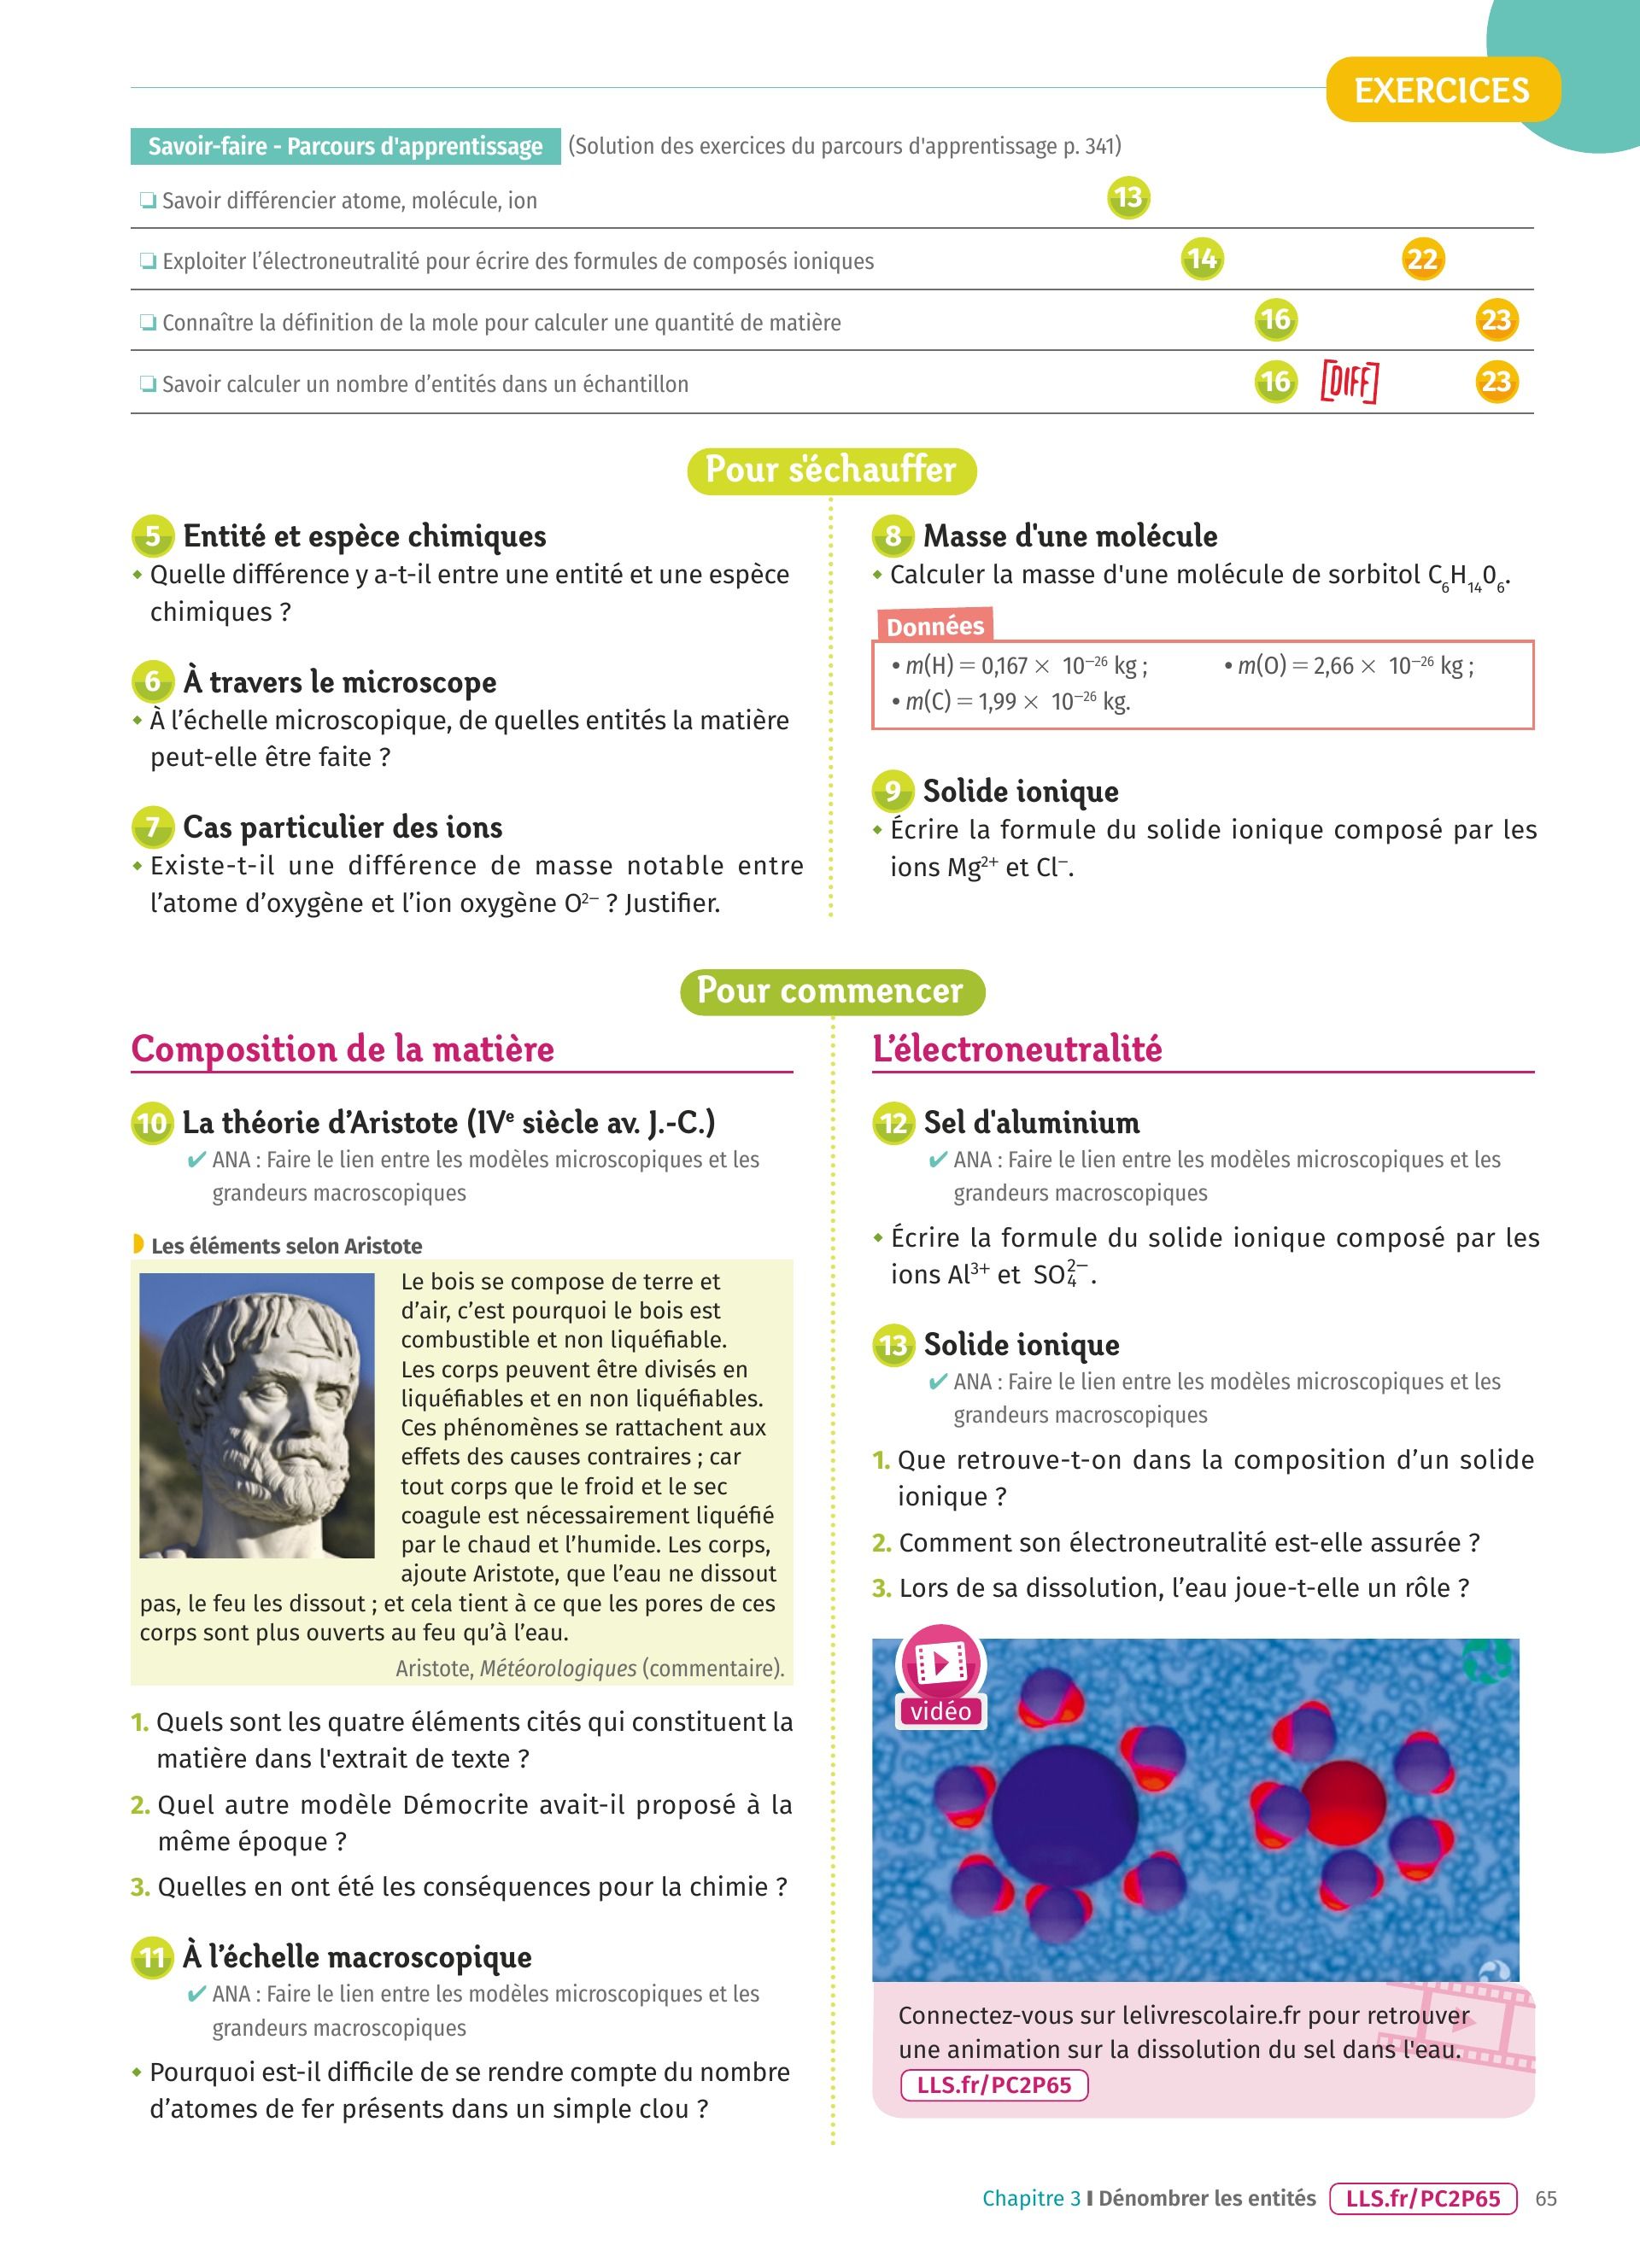 EXERCICES
Savoir-faire - Parcours d'apprentissage (Solution des exercices du parcours d'apprentissage p. 341)
❏ Savoir différencier atome, molécule, ion 13
❏ Exploiter l’électroneutralité pour écrire des formules de composés ioniques 14 22
❏ Connaître la définition de la mole pour calculer une quantité de matière 16 23
❏ Savoir calculer un nombre d’entités dans un échantillon 16 [DIFF] 23
Pour s'échauffer
5 Entité et espèce chimiques
• Quelle différence y a-t-il entre une entité et une espèce
chimiques ?
6 À travers le microscope
• À l’échelle microscopique, de quelles entités la matière
peut-elle être faite ?
7 Cas particulier des ions
• Existe-t-il une différence de masse notable entre
l’atome d’oxygène et l’ion oxygène O²⁻ ? Justifier.
8 Masse d'une molécule
• Calculer la masse d'une molécule de sorbitol C₆H₁₄0₆.
Données
• m(H) = 0,167 × 10⁻²⁶ kg ; • m(O) = 2,66 × 10⁻²⁶ kg ;
• m(C) = 1,99 × 10⁻²⁶ kg.
9 Solide ionique
• Écrire la formule du solide ionique composé par les
ions Mg²⁺ et Cl⁻.
Pour commencer
Composition de la matière
10 La théorie d’Aristote (IVᵉ siècle av. J.-C.)
✔ ANA : Faire le lien entre les modèles microscopiques et les
grandeurs macroscopiques
Les éléments selon Aristote
Le bois se compose de terre et
d’air, c’est pourquoi le bois est
combustible et non liquéfiable.
Les corps peuvent être divisés en
liquéfiables et en non liquéfiables.
Ces phénomènes se rattachent aux
effets des causes contraires ; car
tout corps que le froid et le sec
coagule est nécessairement liquéfié
par le chaud et l’humide. Les corps,
ajoute Aristote, que l’eau ne dissout
pas, le feu les dissout ; et cela tient à ce que les pores de ces
corps sont plus ouverts au feu qu’à l’eau.
Aristote, Météorologiques (commentaire).
1. Quels sont les quatre éléments cités qui constituent la
matière dans l'extrait de texte ?
2. Quel autre modèle Démocrite avait-il proposé à la
même époque ?
3. Quelles en ont été les conséquences pour la chimie ?
11 À l’échelle macroscopique
✔ ANA : Faire le lien entre les modèles microscopiques et les
grandeurs macroscopiques
• Pourquoi est-il difficile de se rendre compte du nombre
d’atomes de fer présents dans un simple clou ?
L’électroneutralité
12 Sel d'aluminium
✔ ANA : Faire le lien entre les modèles microscopiques et les
grandeurs macroscopiques
• Écrire la formule du solide ionique composé par les
ions Al³⁺ et SO₄²⁻.
13 Solide ionique
✔ ANA : Faire le lien entre les modèles microscopiques et les
grandeurs macroscopiques
1. Que retrouve-t-on dans la composition d’un solide
ionique ?
2. Comment son électroneutralité est-elle assurée ?
3. Lors de sa dissolution, l’eau joue-t-elle un rôle ?
vidéo
Connectez-vous sur lelivrescolaire.fr pour retrouver
une animation sur la dissolution du sel dans l'eau.
LLS.fr/PC2P65
Chapitre 3 I Dénombrer les entités LLS.fr/PC2P65 65